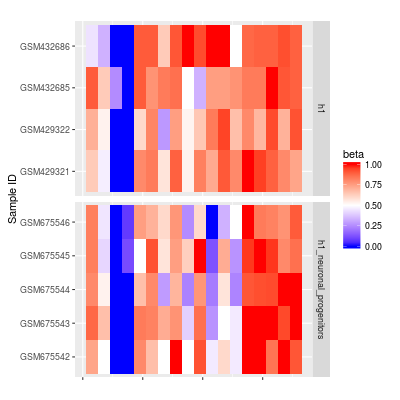 GSM432686
GSM432685
GSM429322
GSM429321
h1
GSM675546
GSM675545
GSM675544
GSM675543
GSM675542
h1_neuronal_progenitors
Sample ID
beta
1.00
0.75
0.50
0.25
0.00